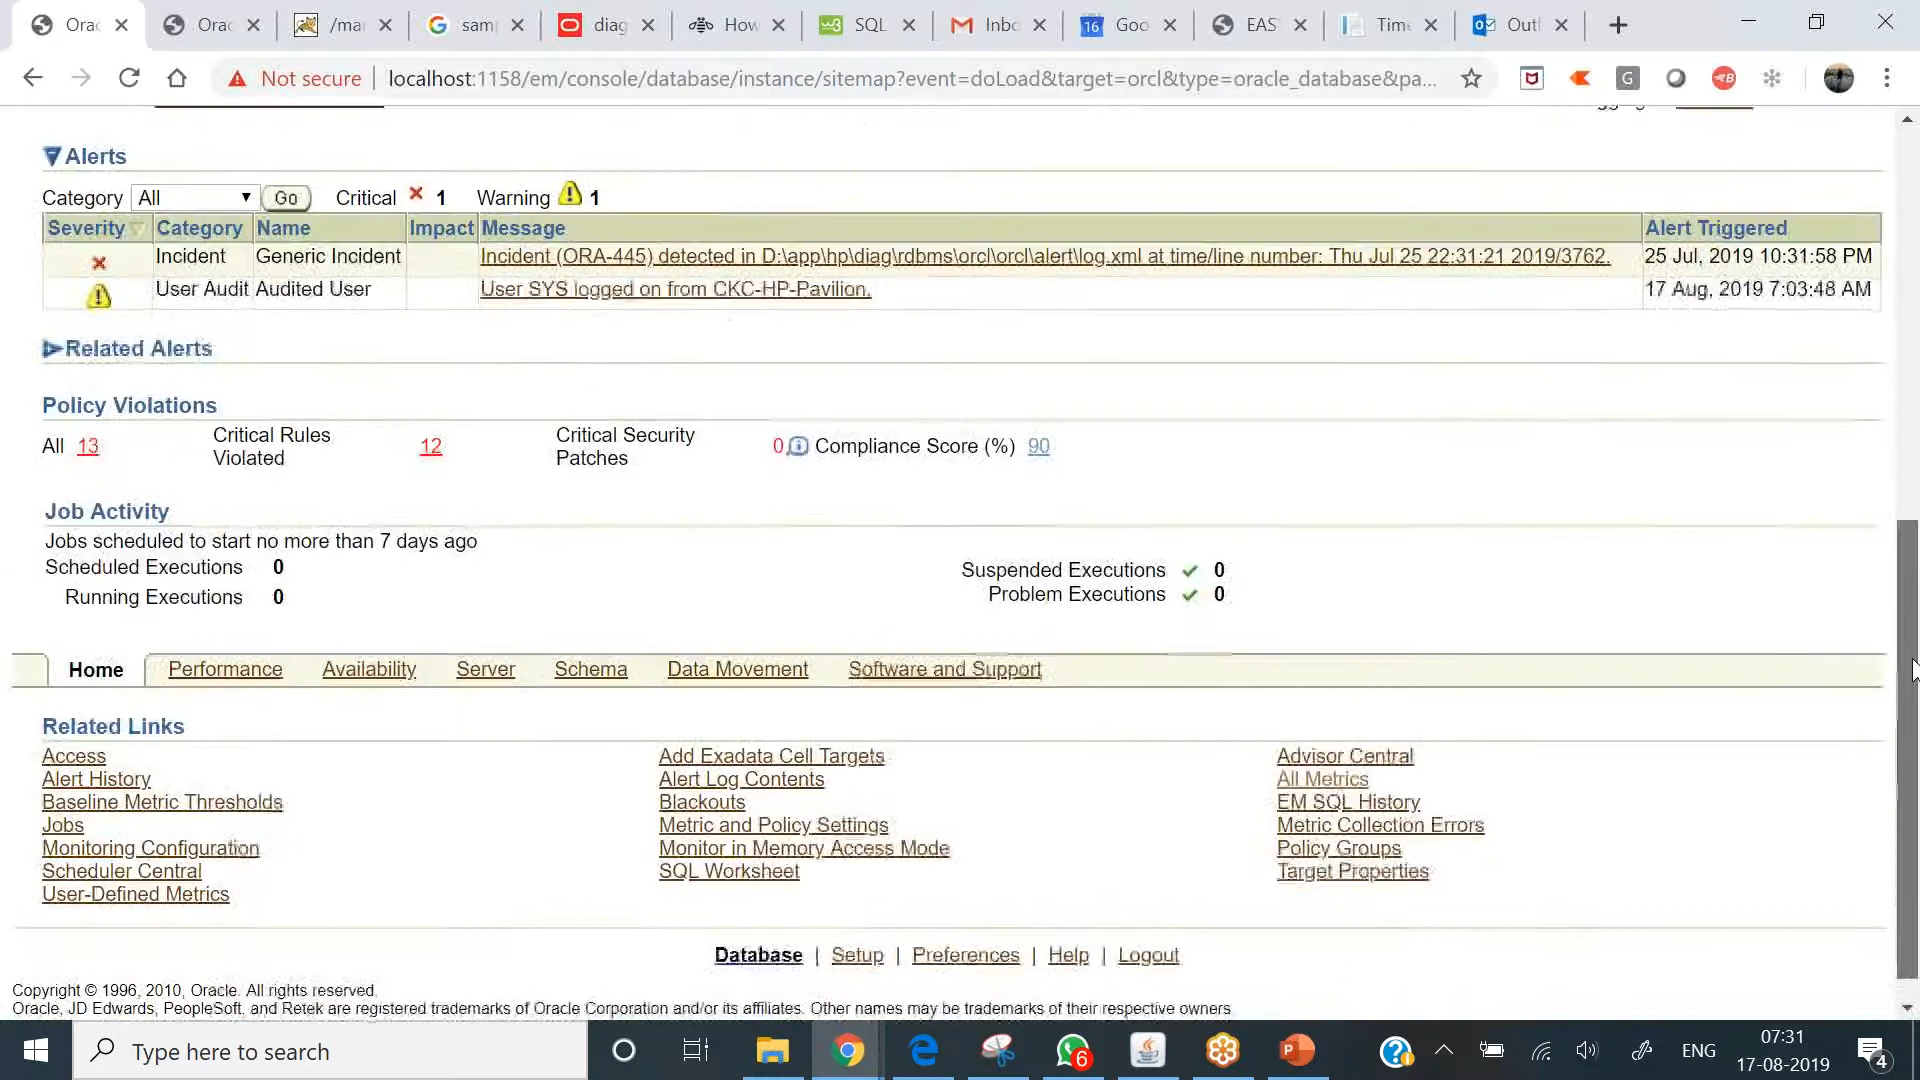 Orac
Orac
/ma
sam
diag
How
SQL
Inbo
16
Goo
EAS
Time
Outl
Not secure
localhost:1158/em/console/database/instance/sitemap?event=doLoad&target=orcl&type=oracle_database&pa...
Alerts
Category All Go Critical 1 Warning 1
Severity Category Name Impact Message Alert Triggered
Incident Generic Incident Incident (ORA-445) detected in D:\app\hp\diag\rdbms\orcl\orcl\alert\log.xml at time/line number: Thu Jul 25 22:31:21 2019/3762. 25 Jul, 2019 10:31:58 PM
User Audit Audited User User SYS logged on from CKC-HP-Pavilion. 17 Aug, 2019 7:03:48 AM
Related Alerts
Policy Violations
All 13 Critical Rules Violated 12 Critical Security Patches 0 Compliance Score (%) 90
Job Activity
Jobs scheduled to start no more than 7 days ago
Scheduled Executions 0 Suspended Executions 0
Running Executions 0 Problem Executions 0
Home Performance Availability Server Schema Data Movement Software and Support
Related Links
Access Add Exadata Cell Targets Advisor Central
Alert History Alert Log Contents All Metrics
Baseline Metric Thresholds Blackouts EM SQL History
Jobs Metric and Policy Settings Metric Collection Errors
Monitoring Configuration Monitor in Memory Access Mode Policy Groups
Scheduler Central SQL Worksheet Target Properties
User-Defined Metrics
Database | Setup | Preferences | Help | Logout
Copyright © 1996, 2010, Oracle. All rights reserved.
Oracle, JD Edwards, PeopleSoft, and Retek are registered trademarks of Oracle Corporation and/or its affiliates. Other names may be trademarks of their respective owners
Type here to search
6
ENG
07:31
17-08-2019
4